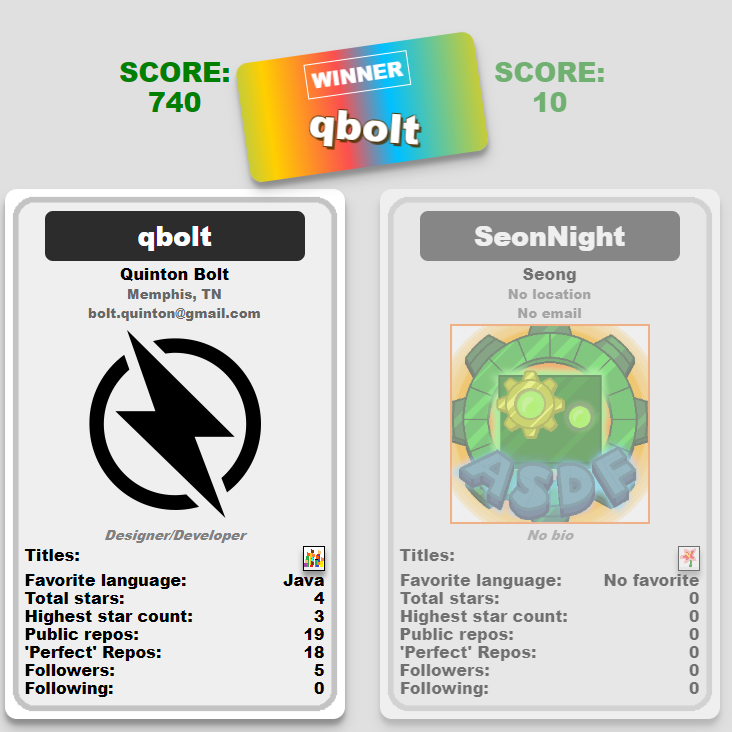 SCORE:
740
WINNER
qbolt
SCORE:
10
qbolt
Quinton Bolt
Memphis, TN
bolt.quinton@gmail.com
Designer/Developer
Titles:
Favorite language: Java
Total stars: 4
Highest star count: 3
Public repos: 19
'Perfect' Repos: 18
Followers: 5
Following: 0
SeonNight
Seong
No location
No email
ASDF
No bio
Titles:
Favorite language: No favorite
Total stars: 0
Highest star count: 0
Public repos: 0
'Perfect' Repos: 0
Followers: 0
Following: 0